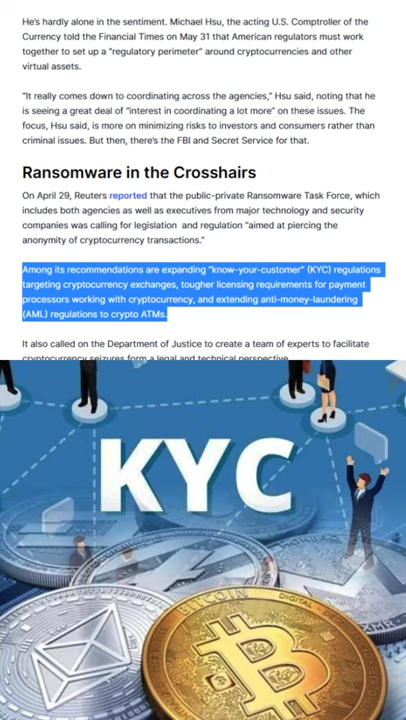 He's hardly alone in the sentiment. Michael Hsu, the acting U.S. Comptroller of the
Currency told the Financial Times on May 31 that American regulators must work
together to set up a "regulatory perimeter" around cryptocurrencies and other
virtual assets.
"It really comes down to coordinating across the agencies," Hsu said, noting that he
is seeing a great deal of "interest in coordinating a lot more" on these issues. The
focus, Hsu said, is more on minimizing risks to investors and consumers rather than
criminal issues. But then, there's the FBI and Secret Service for that.
Ransomware in the Crosshairs
On April 29, Reuters reported that the public-private Ransomware Task Force, which
includes both agencies as well as executives from major technology and security
companies was calling for legislation and regulation "aimed at piercing the
anonymity of cryptocurrency transactions."
Among its recommendations are expanding "know-your-customer" (KYC) regulations
targeting cryptocurrency exchanges, tougher licensing requirements for payment
processors working with cryptocurrency, and extending anti-money-laundering
(AML) regulations to crypto ATMs.
It also called on the Department of Justice to create a team of experts to facilitate
cryptocurrency seizures form a legal and technical perspective
KYC
BITCOIN
DIGITAL